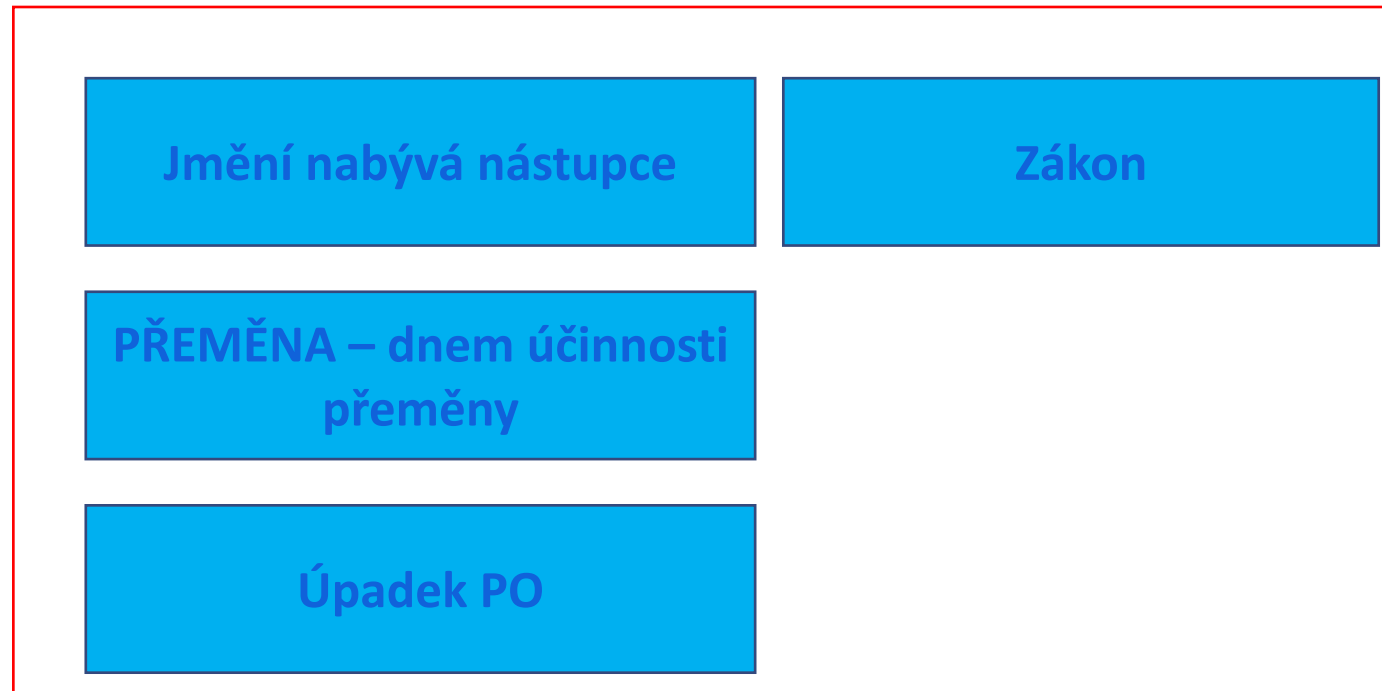 Jmění nabývá nástupce
Zákon
PŘEMĚNA – dnem účinnosti
přeměny
Úpadek PO